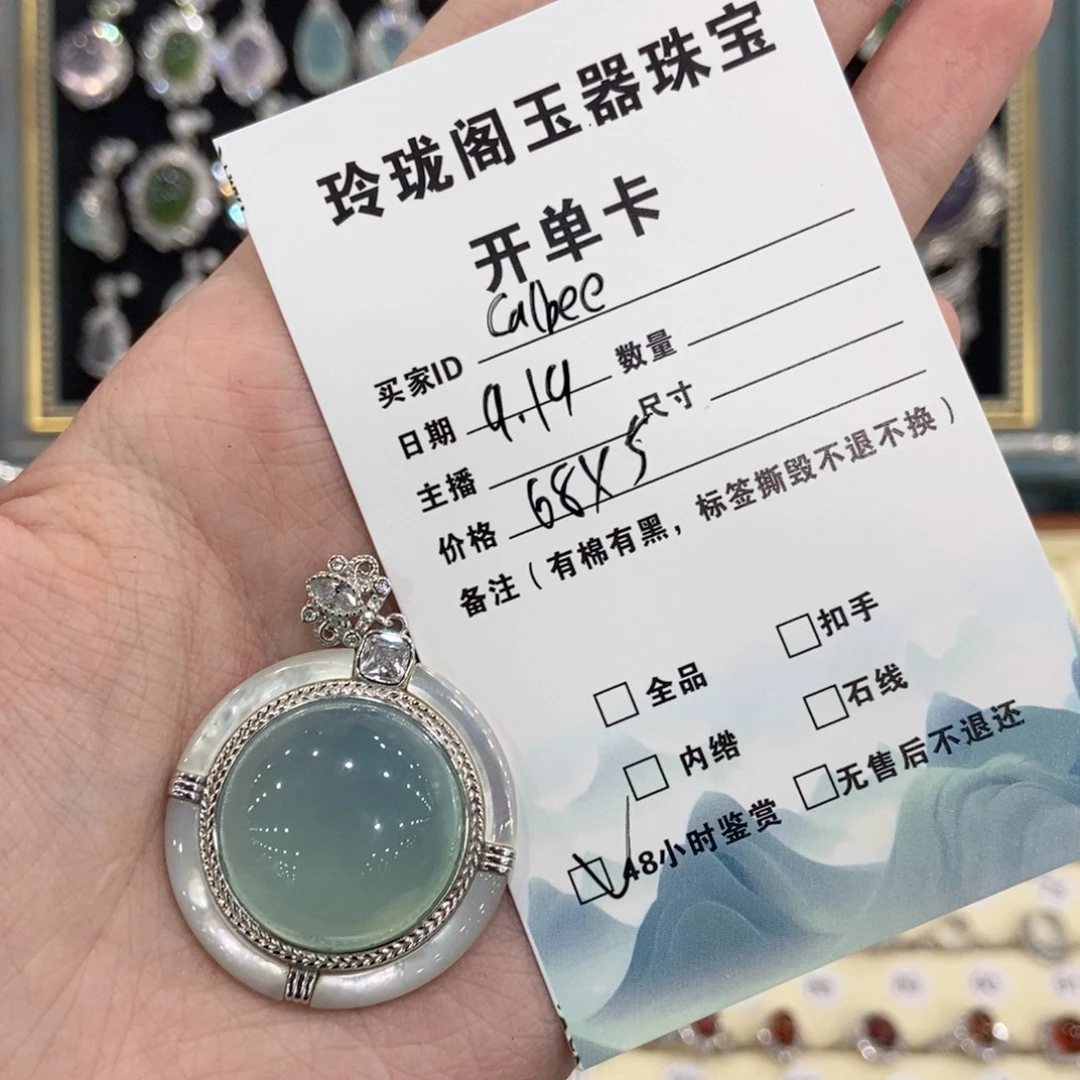 玲珑阁玉器珠宝
开单卡
买家ID Calbee
日期 9.19 数量
主播 尺寸
价格 68X5
备注（有棉有黑，标签撕毁不退不换）
全品 扣手
内绺 石线
48小时鉴赏 无售后不退还